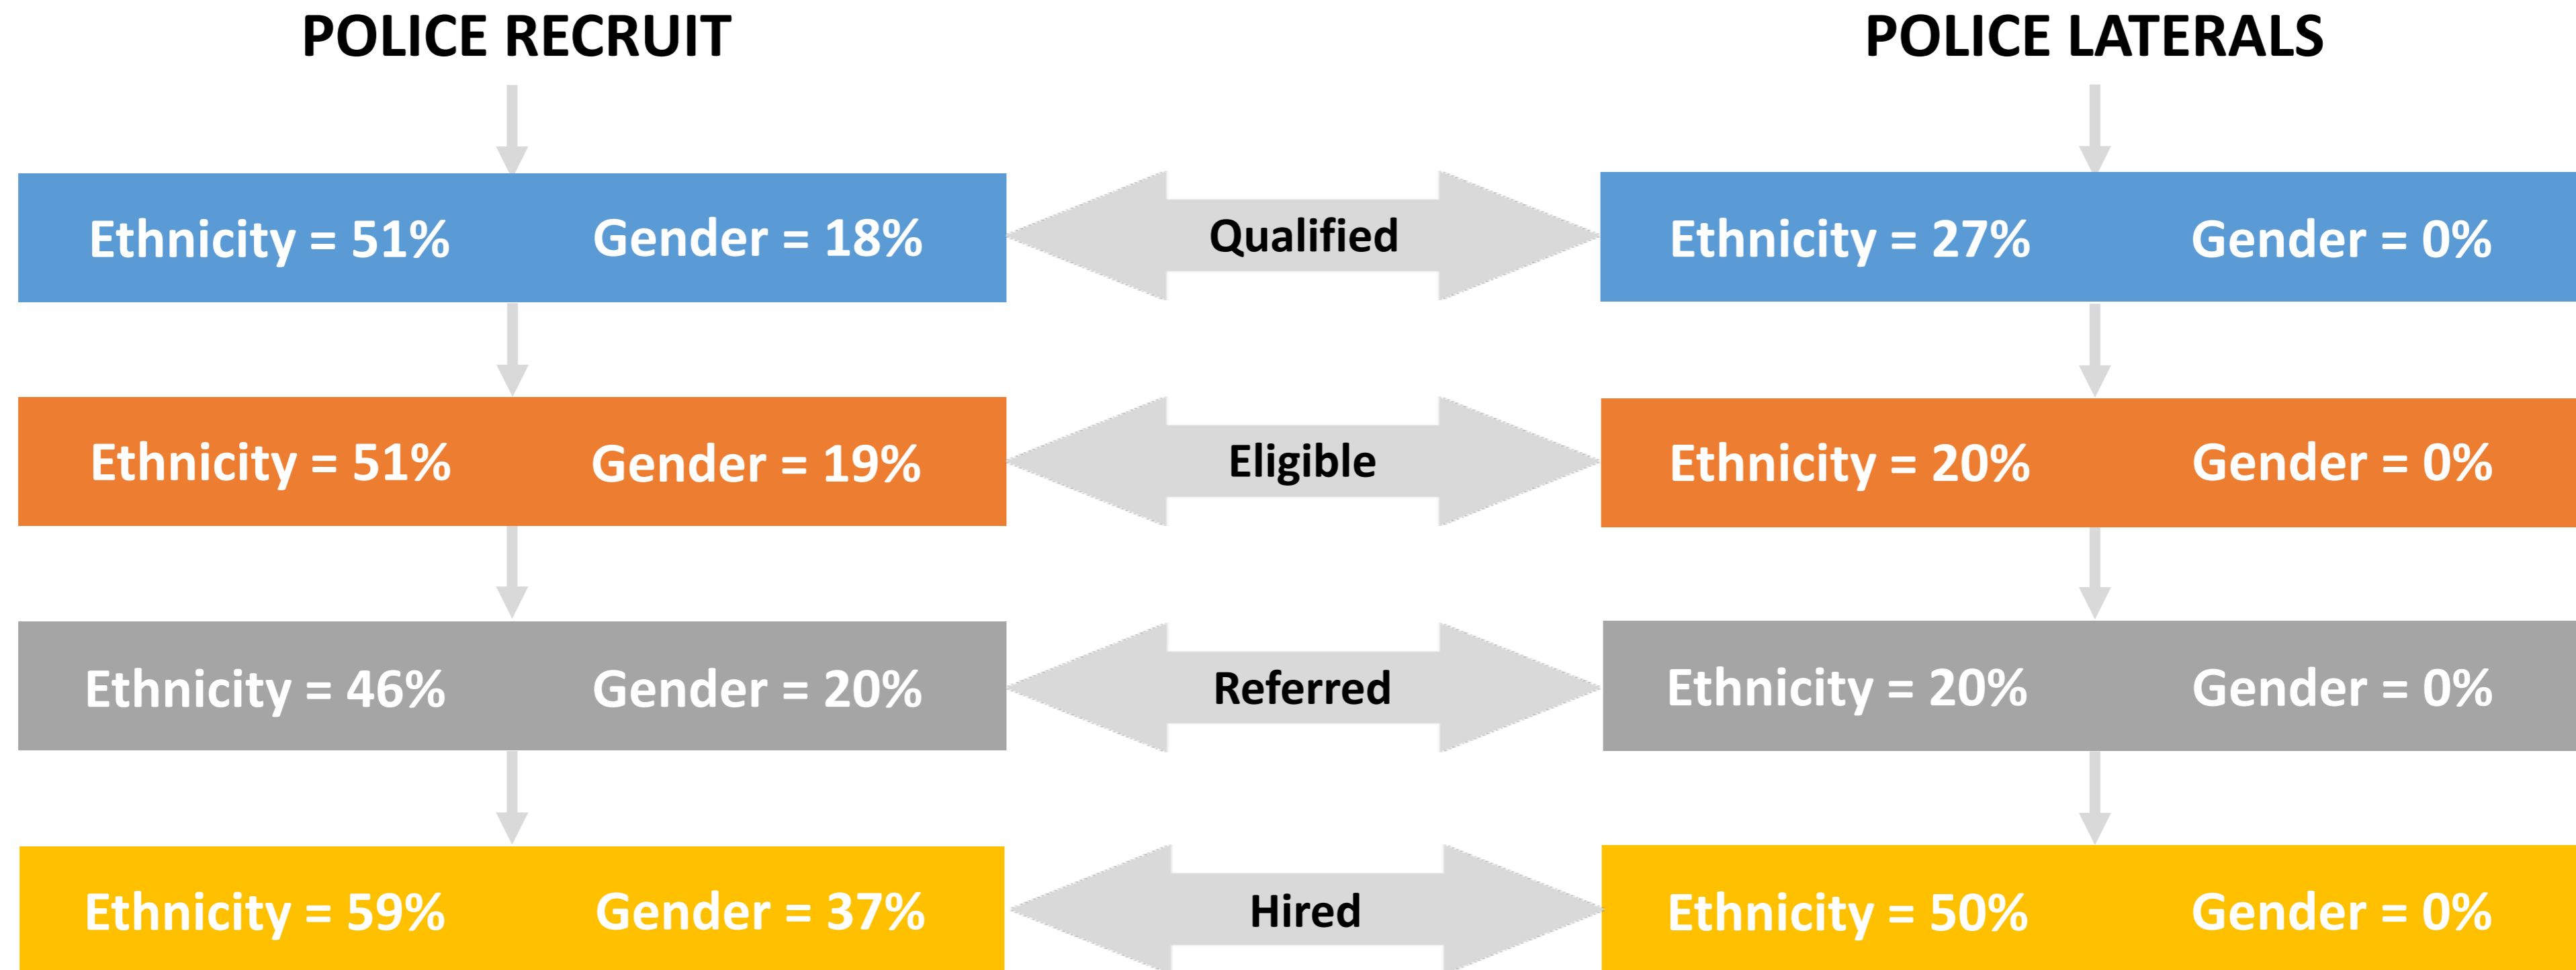 POLICE RECRUIT
POLICE LATERALS
Ethnicity = 51% Gender = 18%
Qualified
Ethnicity = 27% Gender = 0%
Ethnicity = 51% Gender = 19%
Eligible
Ethnicity = 20% Gender = 0%
Ethnicity = 46% Gender = 20%
Referred
Ethnicity = 20% Gender = 0%
Ethnicity = 59% Gender = 37%
Hired
Ethnicity = 50% Gender = 0%